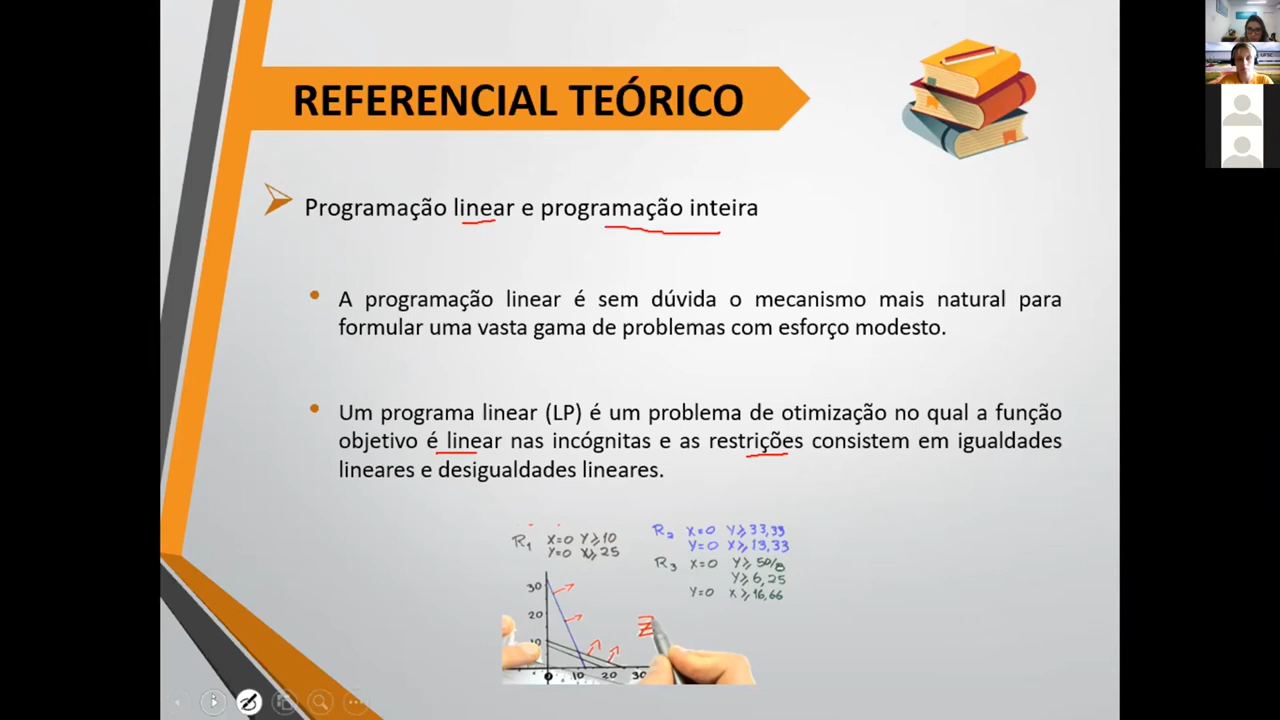 REFERENCIAL TEÓRICO
Programação linear e programação inteira
A programação linear é sem dúvida o mecanismo mais natural para
formular uma vasta gama de problemas com esforço modesto.
Um programa linear (LP) é um problema de otimização no qual a função
objetivo é linear nas incógnitas e as restrições consistem em igualdades
lineares e desigualdades lineares.
R1 X=0 Y⩾10
Y=0 X⩾25
R2 X=0 Y⩾33,33
Y=0 X⩾13,33
R3 X=0 Y⩾50/8
Y⩾6,25
Y=0 X⩾16,66
30
20
10
0 10 20 30
UFSC